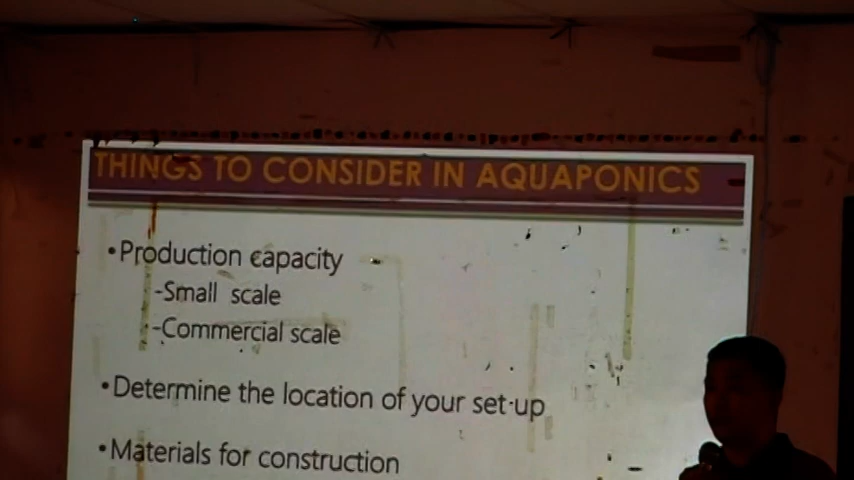 THINGS TO CONSIDER IN AQUAPONICS
•Production capacity
-Small scale
-Commercial scale
•Determine the location of your set-up
•Materials for construction